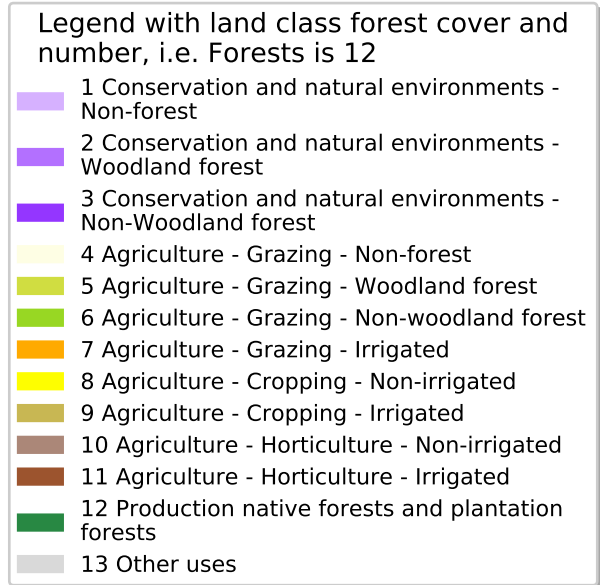 Legend with land class forest cover and
number, i.e. Forests is 12
1 Conservation and natural environments -
Non-forest
2 Conservation and natural environments -
Woodland forest
3 Conservation and natural environments -
Non-Woodland forest
4 Agriculture - Grazing - Non-forest
5 Agriculture - Grazing - Woodland forest
6 Agriculture - Grazing - Non-woodland forest
7 Agriculture - Grazing - Irrigated
8 Agriculture - Cropping - Non-irrigated
9 Agriculture - Cropping - Irrigated
10 Agriculture - Horticulture - Non-irrigated
11 Agriculture - Horticulture - Irrigated
12 Production native forests and plantation
forests
13 Other uses